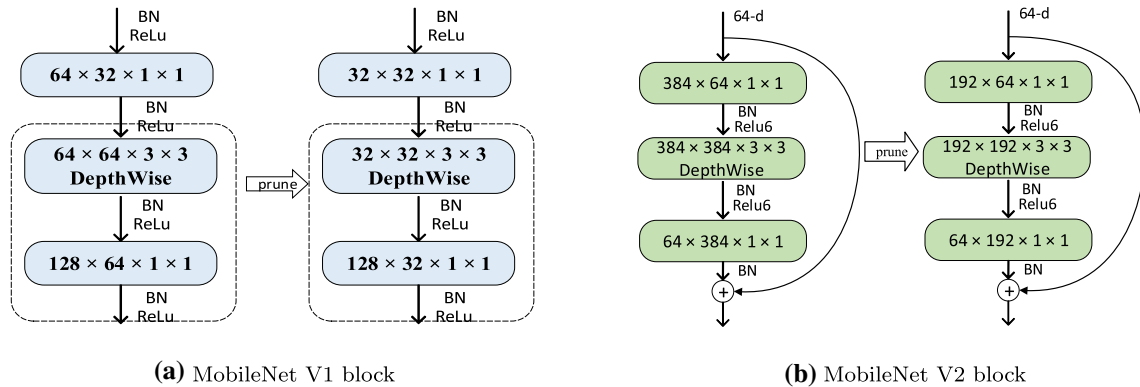 BN
ReLu
64 × 32 × 1 × 1
BN
ReLu
64 × 64 × 3 × 3
DepthWise
BN
ReLu
128 × 64 × 1 × 1
BN
ReLu
prune
BN
ReLu
32 × 32 × 1 × 1
BN
ReLu
32 × 32 × 3 × 3
DepthWise
BN
ReLu
128 × 32 × 1 × 1
BN
ReLu
(a) MobileNet V1 block
384 × 64 × 1 × 1
BN
Relu6
384 × 384 × 3 × 3
DepthWise
BN
Relu6
64 × 384 × 1 × 1
BN
+
64-d
prune
64-d
192 × 64 × 1 × 1
BN
Relu6
192 × 192 × 3 × 3
DepthWise
BN
Relu6
64 × 192 × 1 × 1
BN
+
(b) MobileNet V2 block